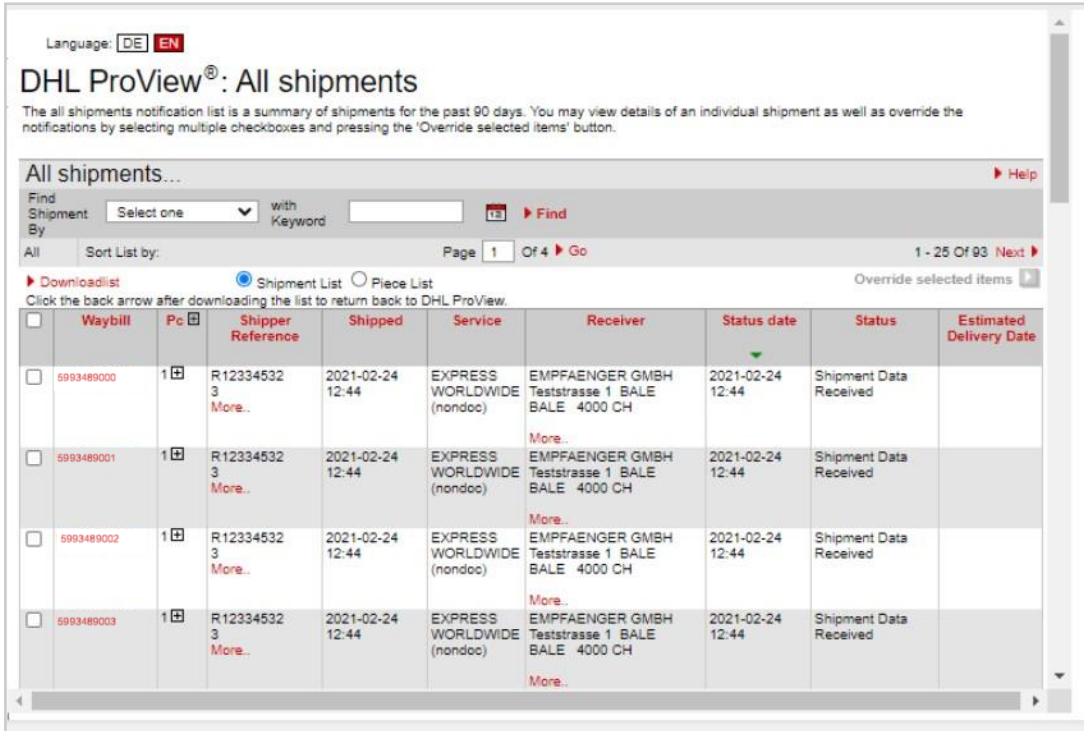 Language: DE EN
DHL ProView®: All shipments
The all shipments notification list is a summary of shipments for the past 90 days. You may view details of an individual shipment as well as override the
notifications by selecting multiple checkboxes and pressing the 'Override selected items' button.
All shipments... Help
Find Shipment By Select one with Keyword Find
All Sort List by: Page 1 Of 4 Go 1 - 25 Of 93 Next
Downloadlist Shipment List Piece List Override selected items
Click the back arrow after downloading the list to return back to DHL ProView.
Waybill Pc Shipper Reference Shipped Service Receiver Status date Status Estimated Delivery Date
5993489000 1 R12334532 2021-02-24 EXPRESS EMPFAENGER GMBH 2021-02-24 Shipment Data
3 12:44 WORLDWIDE Teststrasse 1 BALE 12:44 Received
More.. (nondoc) BALE 4000 CH
More..
5993489001 1 R12334532 2021-02-24 EXPRESS EMPFAENGER GMBH 2021-02-24 Shipment Data
3 12:44 WORLDWIDE Teststrasse 1 BALE 12:44 Received
More.. (nondoc) BALE 4000 CH
More..
5993489002 1 R12334532 2021-02-24 EXPRESS EMPFAENGER GMBH 2021-02-24 Shipment Data
3 12:44 WORLDWIDE Teststrasse 1 BALE 12:44 Received
More.. (nondoc) BALE 4000 CH
More..
5993489003 1 R12334532 2021-02-24 EXPRESS EMPFAENGER GMBH 2021-02-24 Shipment Data
3 12:44 WORLDWIDE Teststrasse 1 BALE 12:44 Received
More.. (nondoc) BALE 4000 CH
More..